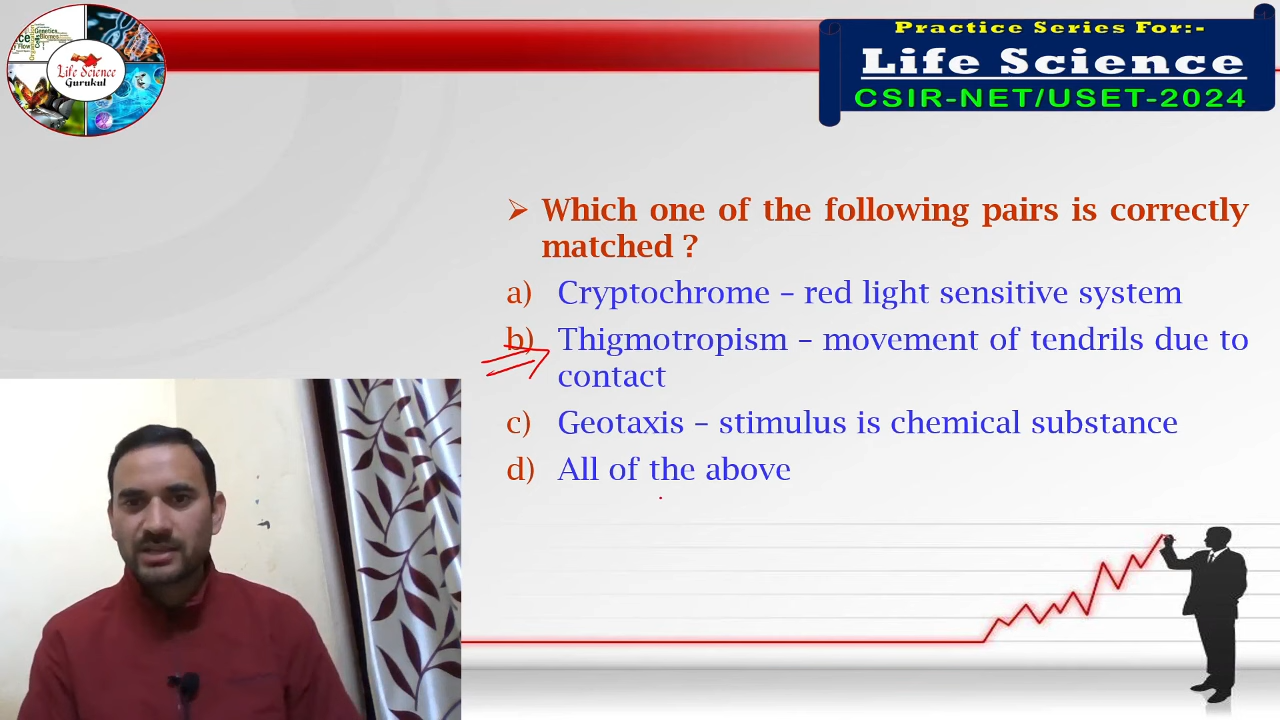 Life Science
Gurukul
Genetics
Practice Series For:-
Life Science
CSIR-NET/USET-2024
➢ Which one of the following pairs is correctly
matched ?
a) Cryptochrome – red light sensitive system
b) Thigmotropism – movement of tendrils due to
contact
c) Geotaxis – stimulus is chemical substance
d) All of the above